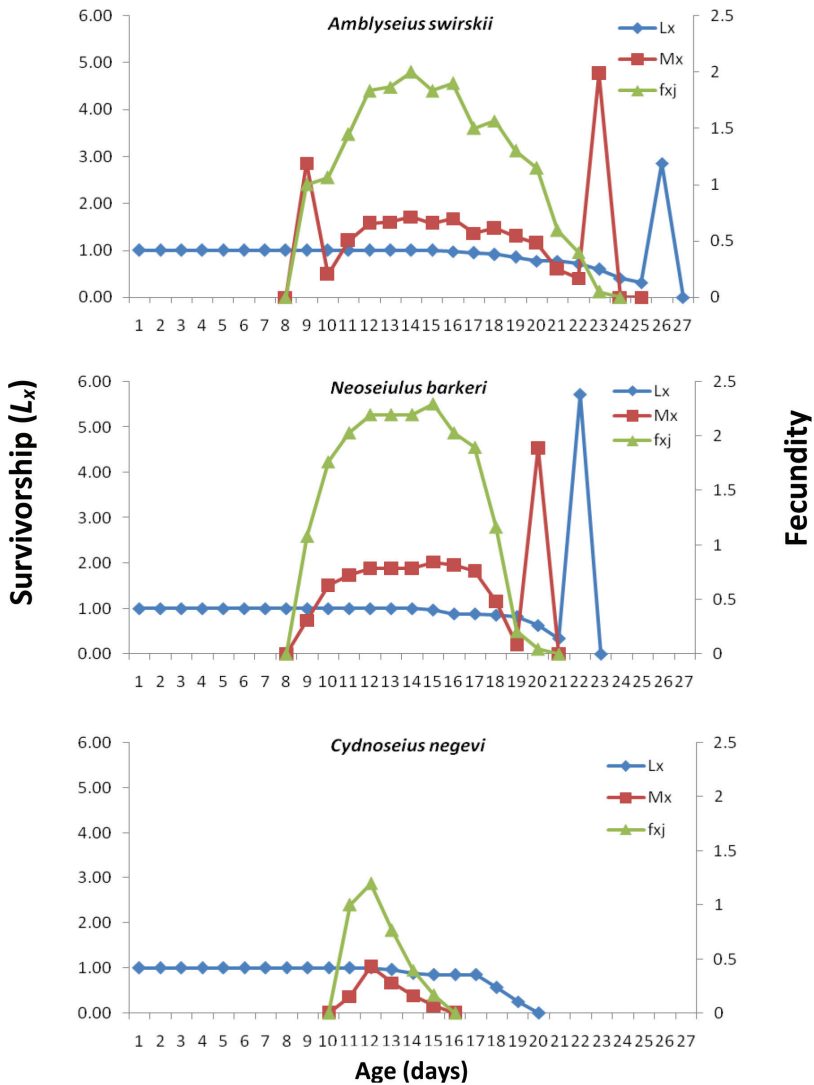 Amblyseius swirskii
6.00
5.00
4.00
3.00
2.00
1.00
0.00
Lx
Mx
fxj
2
1.5
1
0.5
0
1 2 3 4 5 6 7 8 9 10 11 12 13 14 15 16 17 18 19 20 21 22 23 24 25 26 27
Survivorship (Lx)
Fecundity
Neoseiulus barkeri
6.00
5.00
4.00
3.00
2.00
1.00
0.00
Lx
Mx
fxj
2.5
2
1.5
1
0.5
0
1 2 3 4 5 6 7 8 9 10 11 12 13 14 15 16 17 18 19 20 21 22 23 24 25 26 27
Cydnoseius negevi
6.00
5.00
4.00
3.00
2.00
1.00
0.00
Lx
Mx
fxj
2.5
2
1.5
1
0.5
0
1 2 3 4 5 6 7 8 9 10 11 12 13 14 15 16 17 18 19 20 21 22 23 24 25 26 27
Age (days)